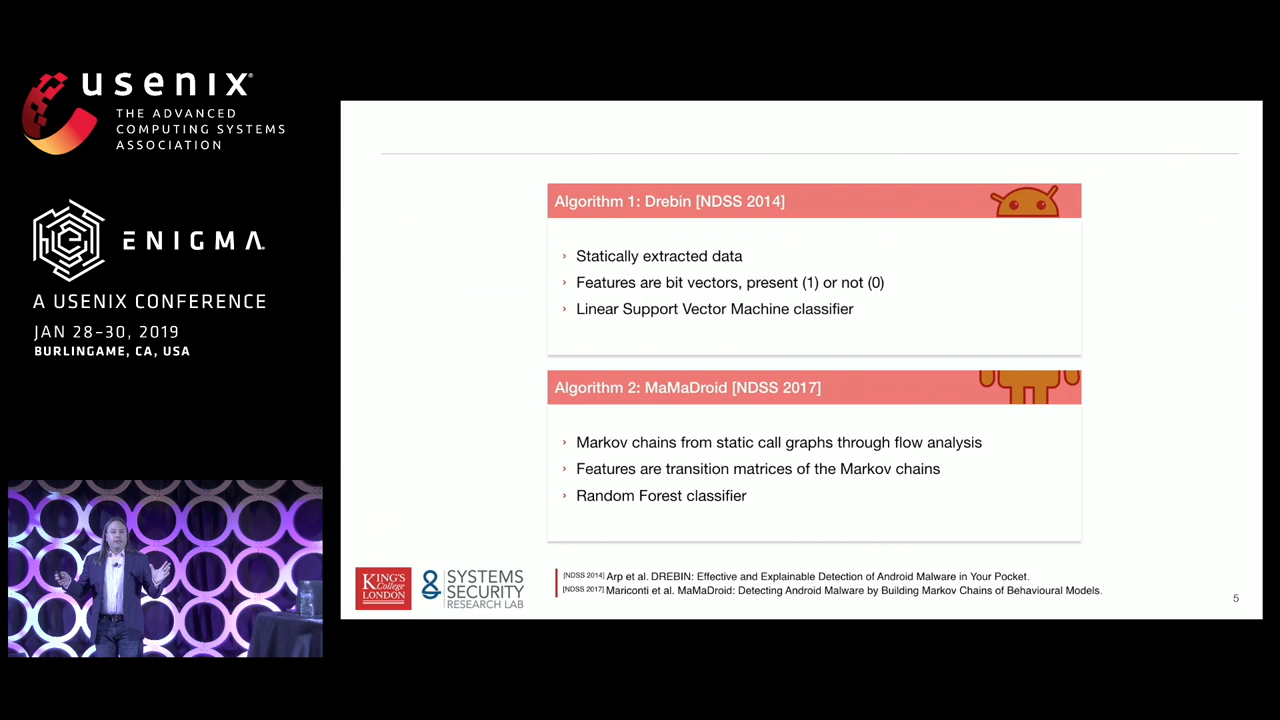 usenix®
THE ADVANCED
COMPUTING SYSTEMS
ASSOCIATION
ENIGMA
A USENIX CONFERENCE
JAN 28–30, 2019
BURLINGAME, CA, USA
Algorithm 1: Drebin [NDSS 2014]
› Statically extracted data
› Features are bit vectors, present (1) or not (0)
› Linear Support Vector Machine classifier
Algorithm 2: MaMaDroid [NDSS 2017]
› Markov chains from static call graphs through flow analysis
› Features are transition matrices of the Markov chains
› Random Forest classifier
KING'S
College
LONDON
SYSTEMS
SECURITY
RESEARCH LAB
[NDSS 2014] Arp et al. DREBIN: Effective and Explainable Detection of Android Malware in Your Pocket.
[NDSS 2017] Mariconti et al. MaMaDroid: Detecting Android Malware by Building Markov Chains of Behavioural Models.
5